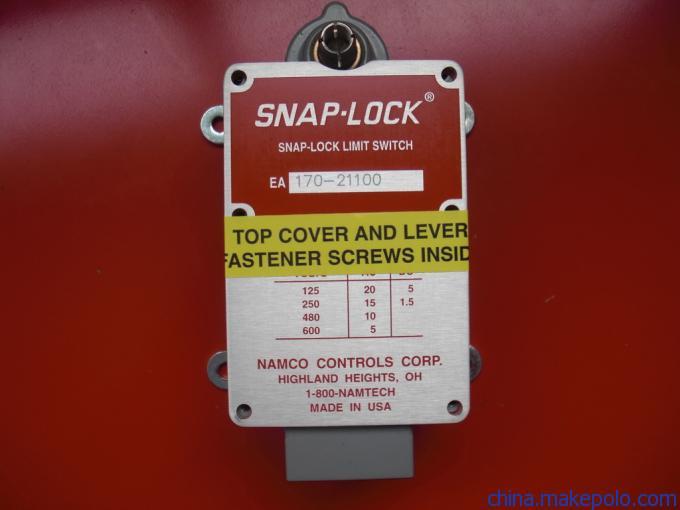 SNAP-LOCK®
SNAP-LOCK LIMIT SWITCH
EA 170-21100
TOP COVER AND LEVER
FASTENER SCREWS INSID
125 20 5
250 15 1.5
480 10
600 5
NAMCO CONTROLS CORP.
HIGHLAND HEIGHTS, OH
1-800-NAMTECH
MADE IN USA
china.makepolo.com